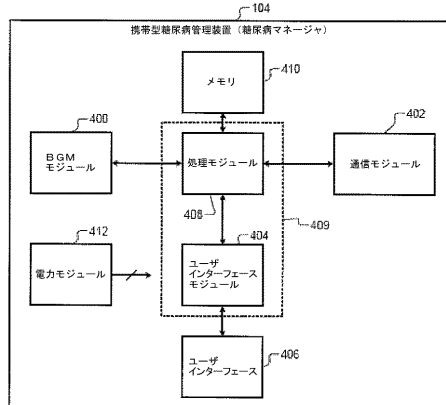 104
携帯型糖尿病管理装置（糖尿病マネージャ）
メモリ
410
400
BGM
モジュール
処理モジュール
408
402
通信モジュール
409
412
電力モジュール
404
ユーザ
インターフェース
モジュール
ユーザ
インターフェース
406